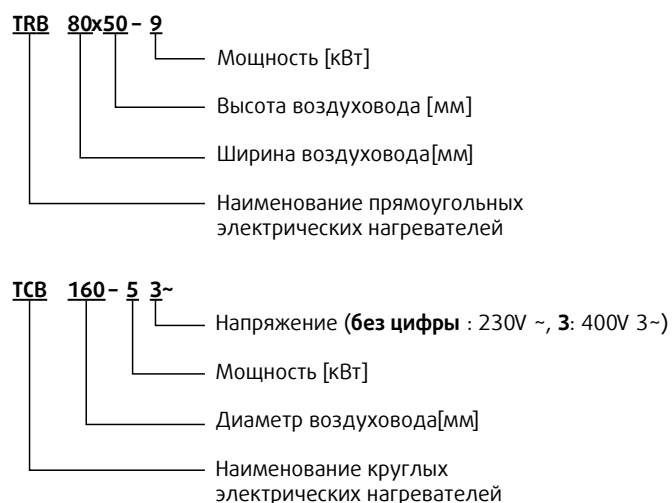 TRB 80x50 – 9
Мощность [кВт]
Высота воздуховода [мм]
Ширина воздуховода[мм]
Наименование прямоугольных
электрических нагревателей
TCB 160 – 5 3~
Напряжение (без цифры : 230V ~, 3: 400V 3~)
Мощность [кВт]
Диаметр воздуховода[мм]
Наименование круглых
электрических нагревателей